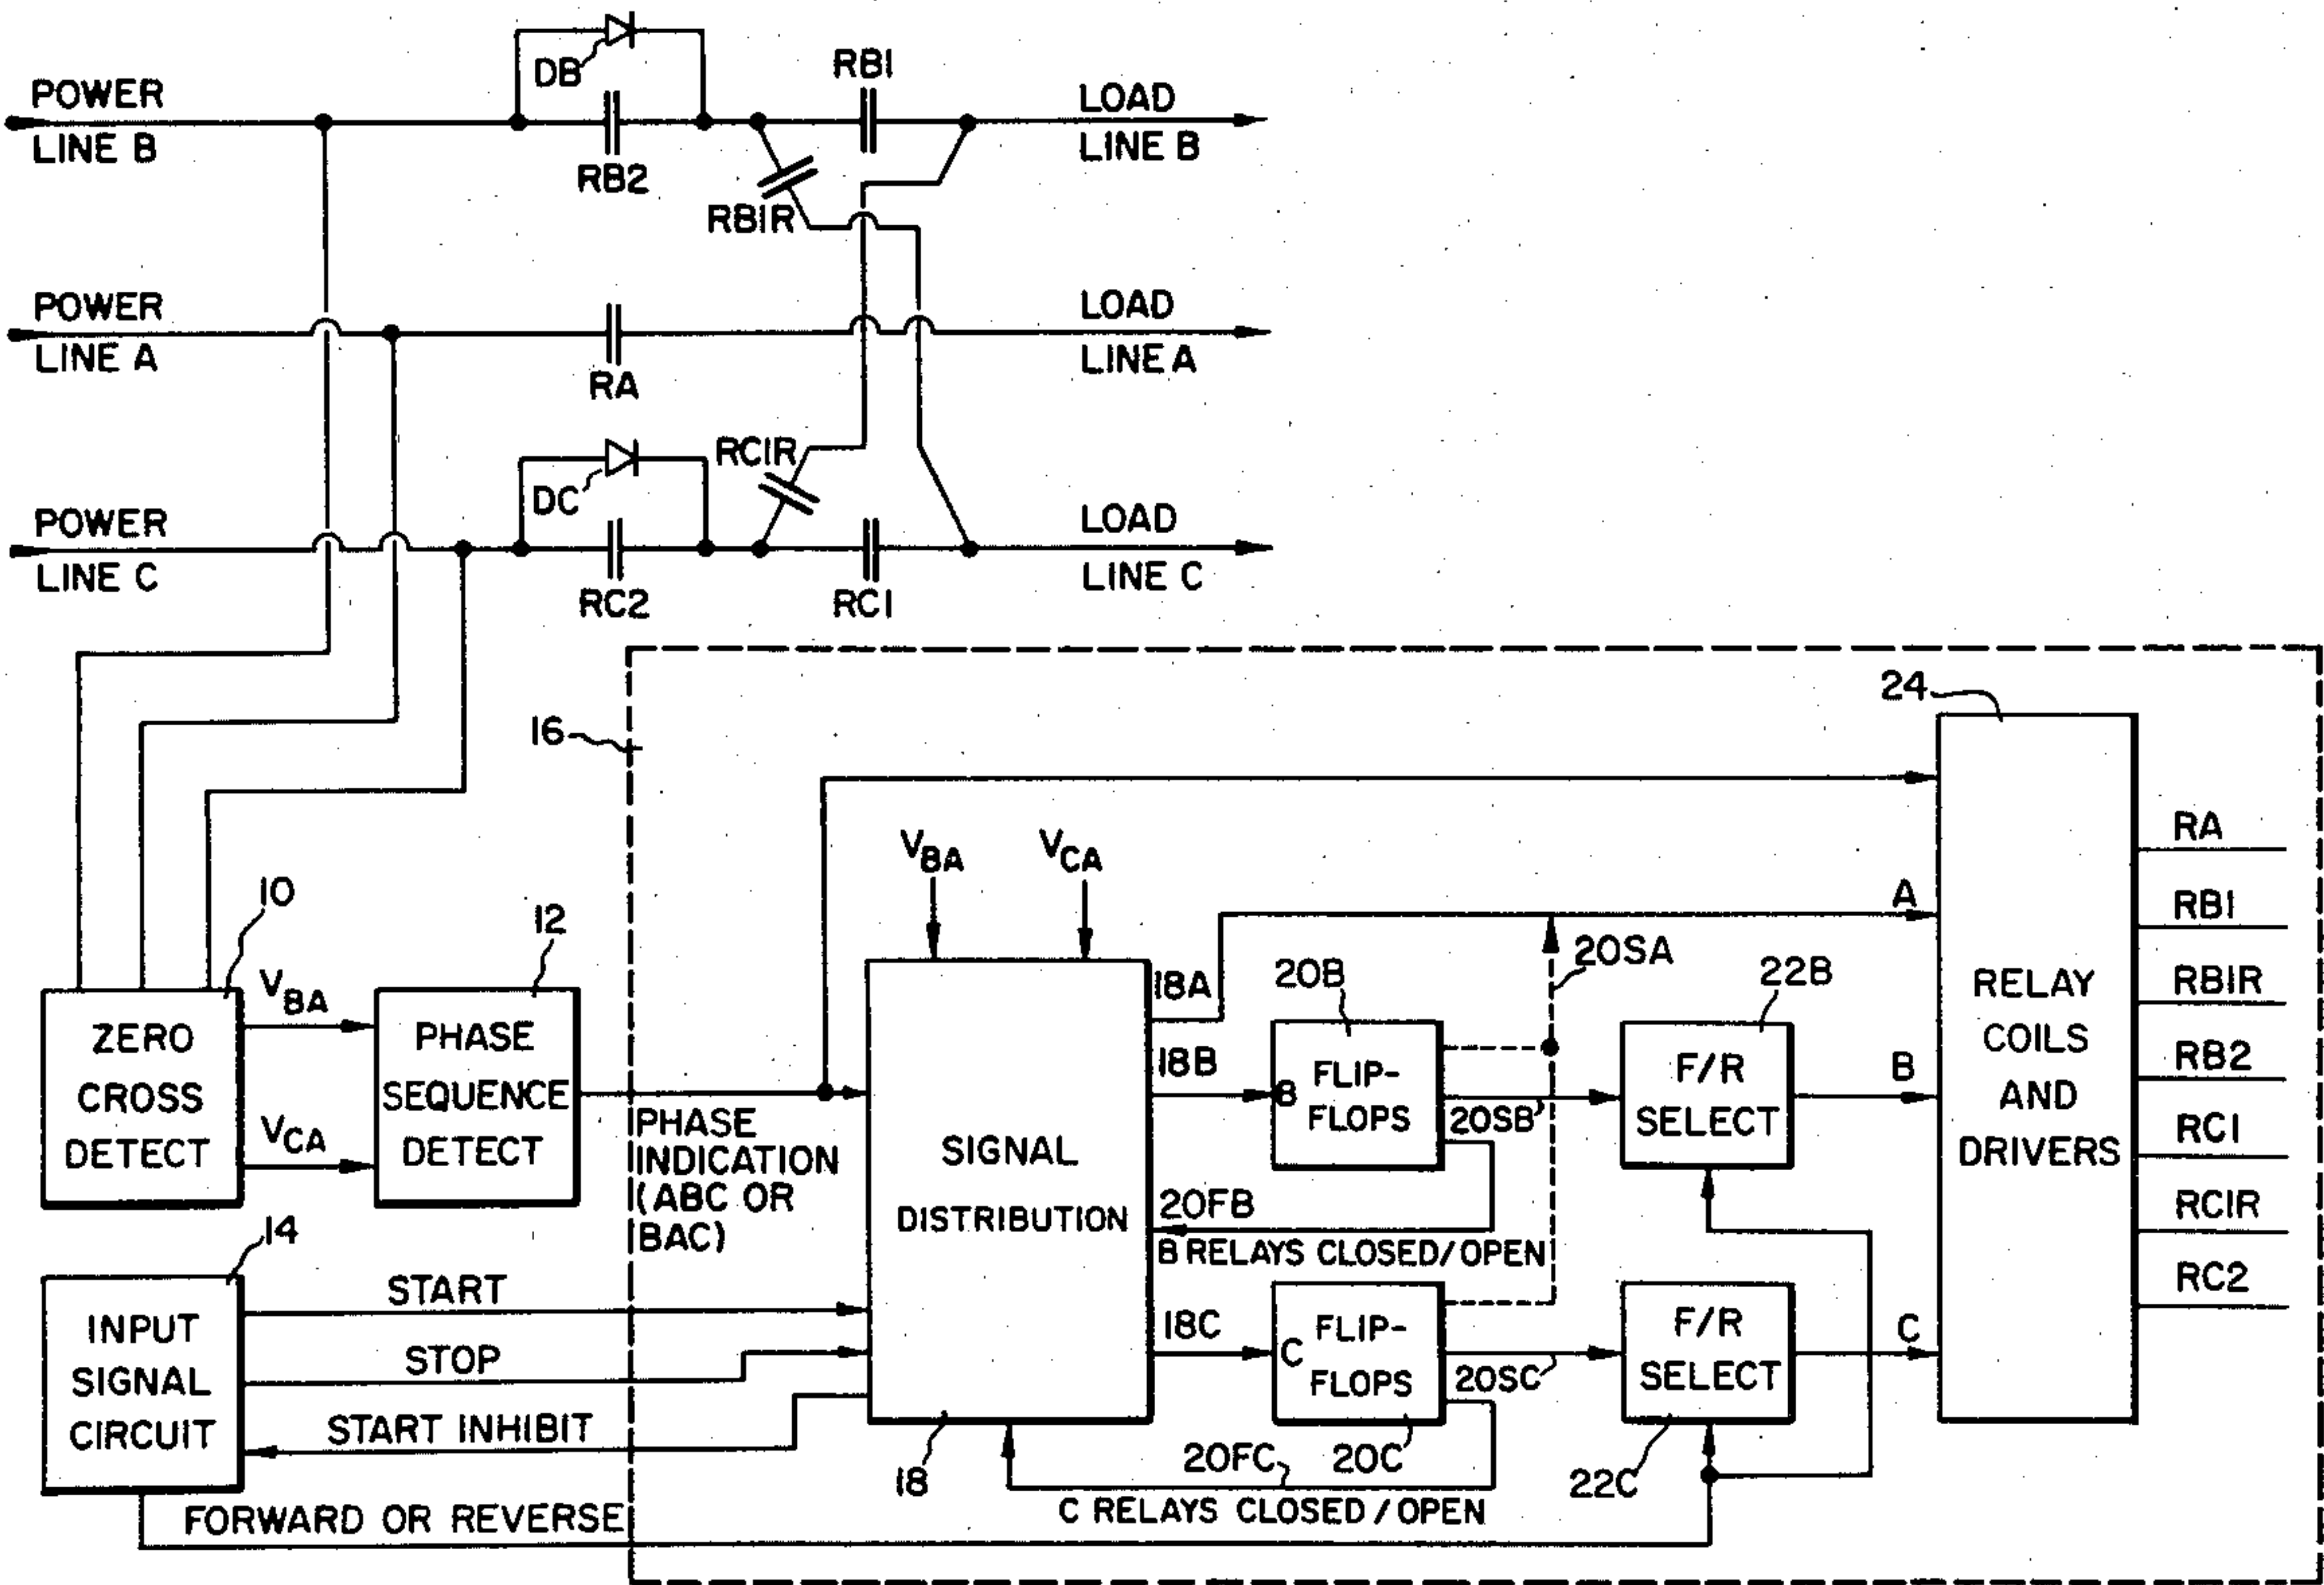 DB
RB1
POWER
LINE B
LOAD
LINE B
RB2
RB1R
POWER
LINE A
LOAD
LINE A
RA
RC1R
DC
POWER
LINE C
LOAD
LINE C
RC2
RC1
24
16
VBA
VCA
RA
RB1
RB1R
RB2
RC1
RC1R
RC2
10
12
VBA
VCA
ZERO
CROSS
DETECT
PHASE
SEQUENCE
DETECT
PHASE
INDICATION
(ABC OR
BAC)
SIGNAL
DISTRIBUTION
18
18A
18B
18C
A
20SA
20B
22B
B
FLIP-
FLOPS
20SB
F/R
SELECT
B
20FB
B RELAYS CLOSED/OPEN
RELAY
COILS
AND
DRIVERS
14
INPUT
SIGNAL
CIRCUIT
START
STOP
START INHIBIT
C
FLIP-
FLOPS
20SC
F/R
SELECT
C
20FC
20C
22C
C RELAYS CLOSED/OPEN
FORWARD OR REVERSE